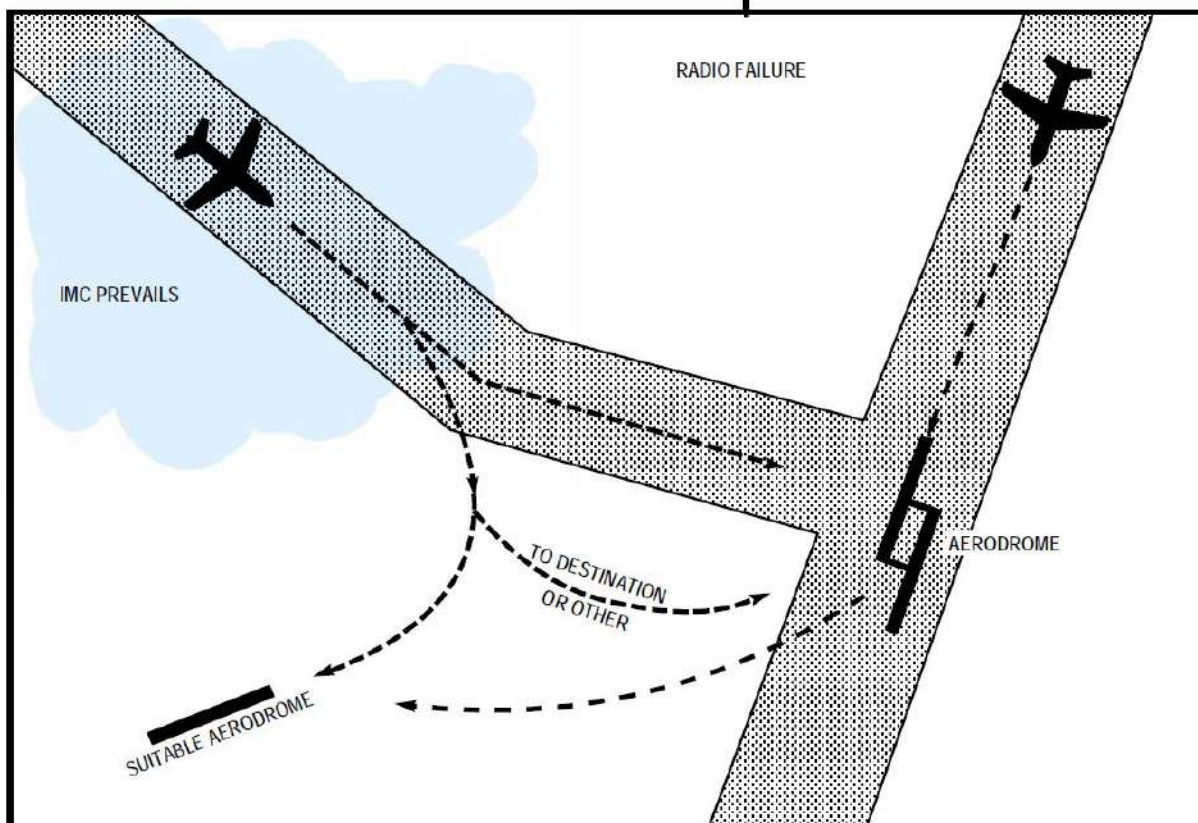 RADIO FAILURE
IMC PREVAILS
AERODROME
TO DESTINATION
OR OTHER
SUITABLE AERODROME